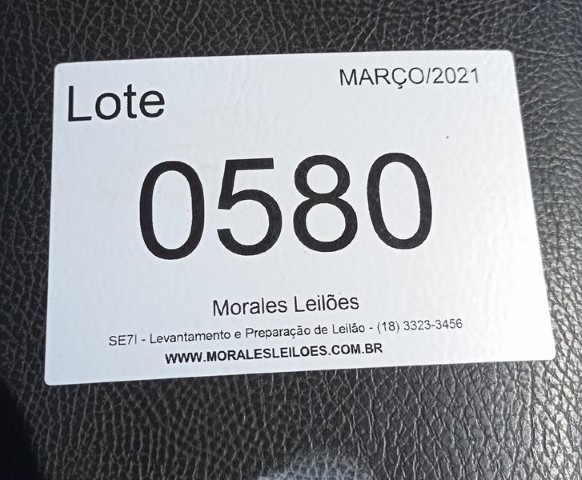 MARÇO/2021
Lote
0580
Morales Leilões
SE7I - Levantamento e Preparação de Leilão - (18) 3323-3456
WWW.MORALESLEILOES.COM.BR